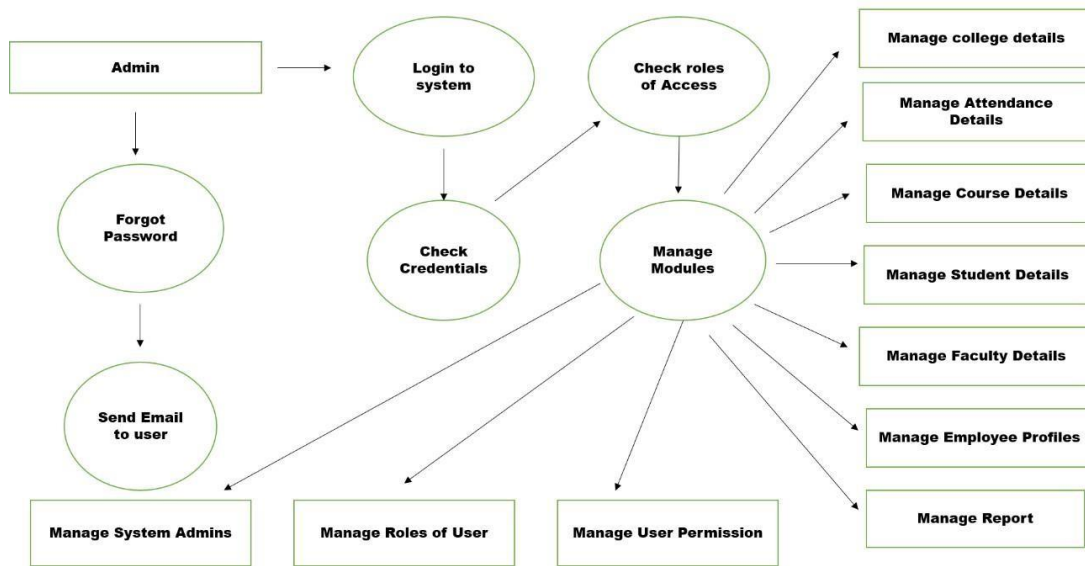 Admin
Login to
system
Check roles
of Access
Manage college details
Manage Attendance
Details
Forgot
Password
Check
Credentials
Manage
Modules
Manage Course Details
Manage Student Details
Manage Faculty Details
Send Email
to user
Manage Employee Profiles
Manage System Admins
Manage Roles of User
Manage User Permission
Manage Report